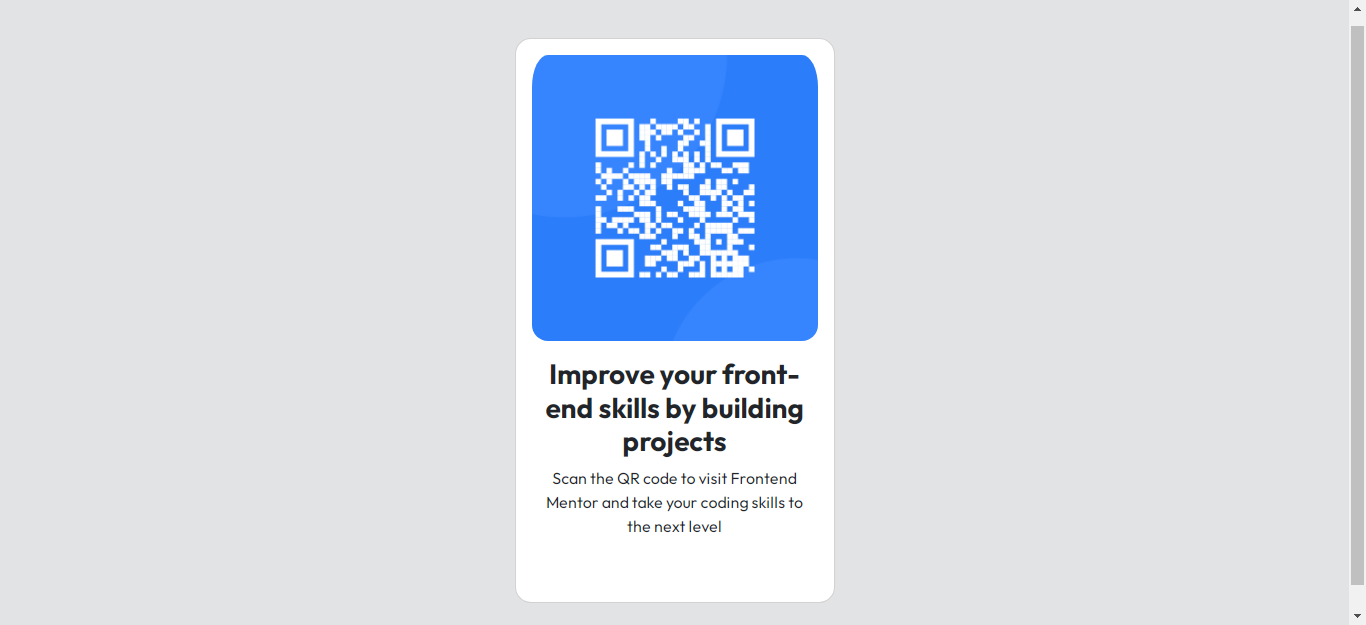 Improve your front-
end skills by building
projects
Scan the QR code to visit Frontend
Mentor and take your coding skills to
the next level